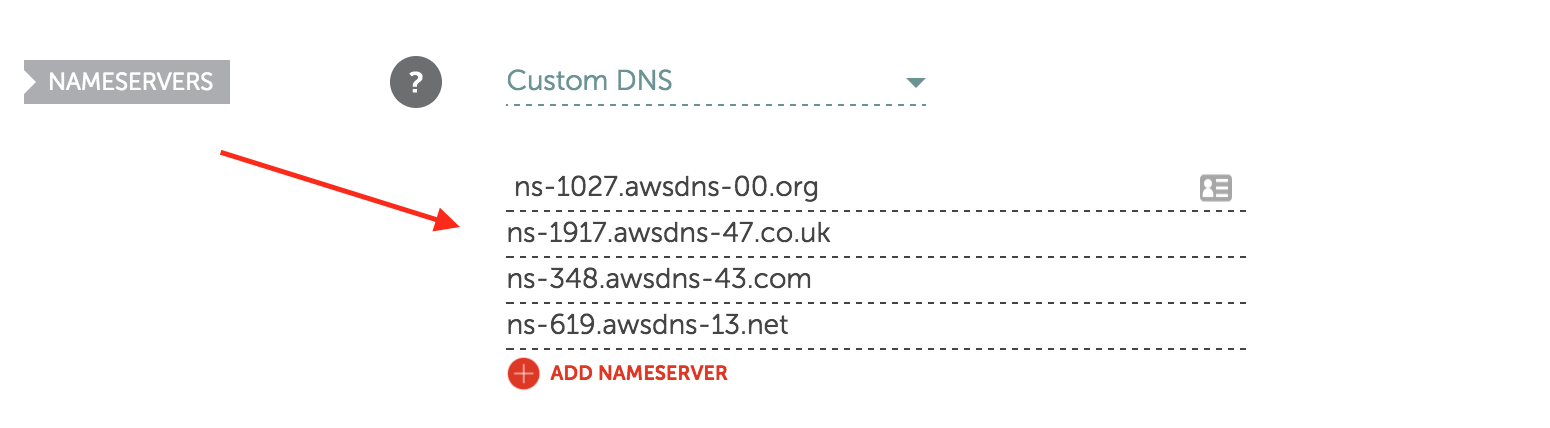 NAMESERVERS
?
Custom DNS
ns-1027.awsdns-00.org
ns-1917.awsdns-47.co.uk
ns-348.awsdns-43.com
ns-619.awsdns-13.net
ADD NAMESERVER